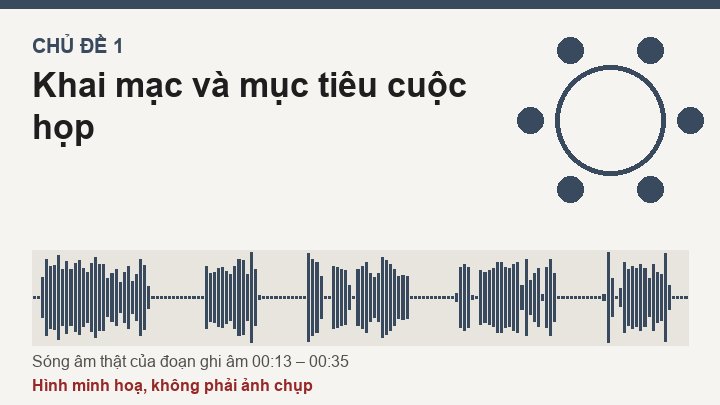 CHỦ ĐỀ 1
Khai mạc và mục tiêu cuộc
họp
Sóng âm thật của đoạn ghi âm 00:13 – 00:35
Hình minh hoạ, không phải ảnh chụp